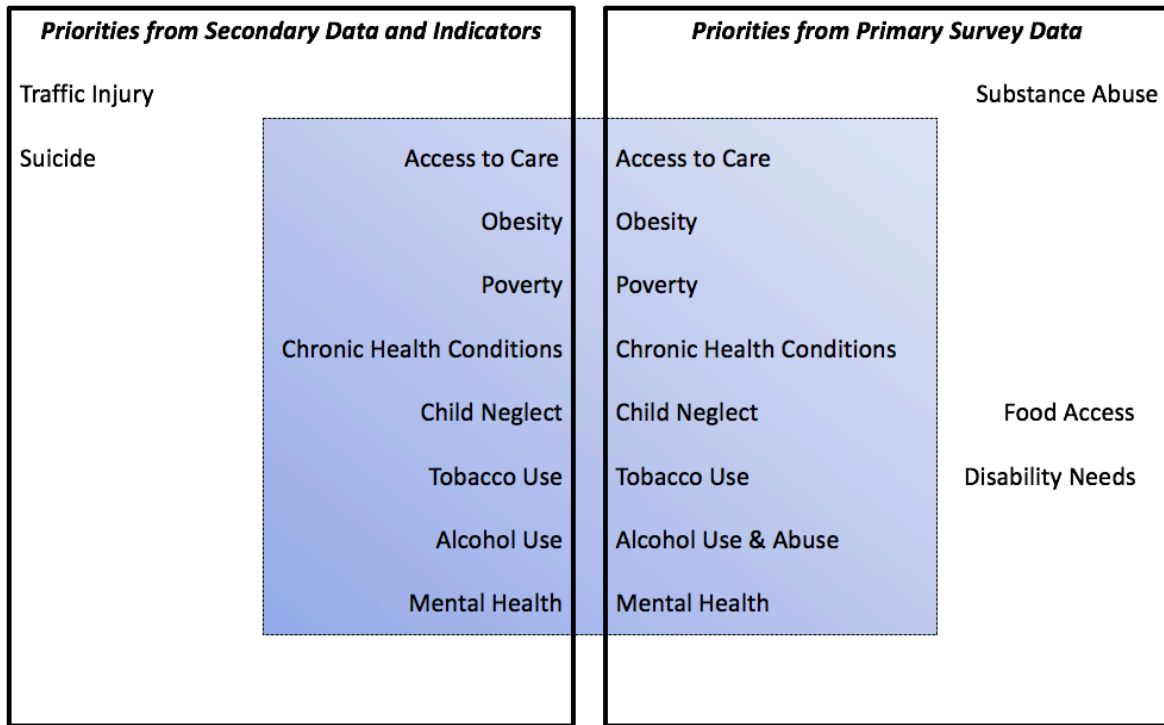 Priorities from Secondary Data and Indicators
Traffic Injury
Suicide
Access to Care
Obesity
Poverty
Chronic Health Conditions
Child Neglect
Tobacco Use
Alcohol Use
Mental Health
Priorities from Primary Survey Data
Substance Abuse
Access to Care
Obesity
Poverty
Chronic Health Conditions
Child Neglect
Food Access
Tobacco Use
Disability Needs
Alcohol Use & Abuse
Mental Health